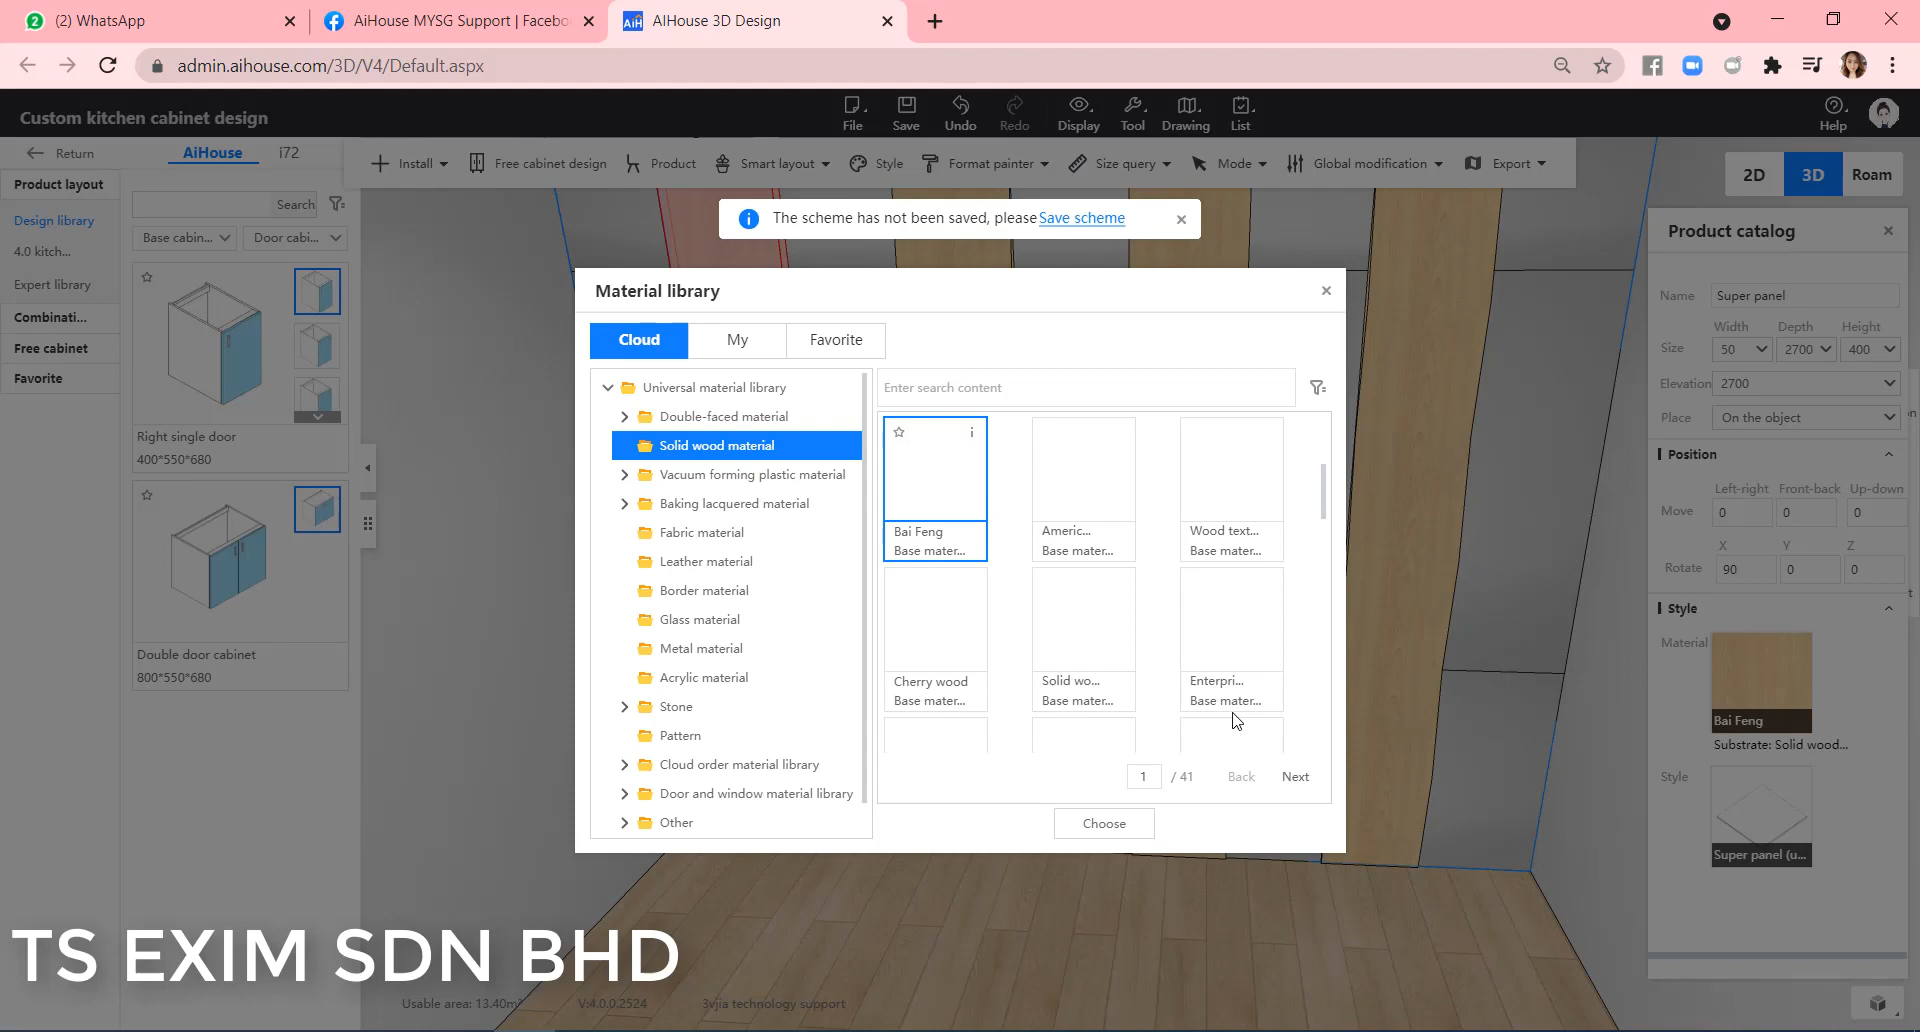 (2) WhatsApp
AiHouse MYSG Support | Facebo
AIHouse 3D Design
admin.aihouse.com/3D/V4/Default.aspx
Custom kitchen cabinet design
File
Save
Undo
Redo
Display
Tool
Drawing
List
Help
Return
AiHouse
i72
Install
Free cabinet design
Product
Smart layout
Style
Format painter
Size query
Mode
Global modification
Export
2D
3D
Roam
Product layout
Design library
4.0 kitch...
Expert library
Combinati...
Free cabinet
Favorite
Search
Base cabin...
Door cabi...
Right single door
400*550*680
Double door cabinet
800*550*680
The scheme has not been saved, please Save scheme
Material library
Cloud
My
Favorite
Universal material library
Double-faced material
Solid wood material
Vacuum forming plastic material
Baking lacquered material
Fabric material
Leather material
Border material
Glass material
Metal material
Acrylic material
Stone
Pattern
Cloud order material library
Door and window material library
Other
Enter search content
i
Bai Feng
Base mater...
Americ...
Base mater...
Wood text...
Base mater...
Cherry wood
Base mater...
Solid wo...
Base mater...
Enterpri...
Base mater...
1 / 41
Back
Next
Choose
Product catalog
Name
Super panel
Width
Depth
Height
Size
50
2700
400
Elevation
2700
Place
On the object
Position
Left-right
Front-back
Up-down
Move
0
0
0
X
Y
Z
Rotate
90
0
0
Style
Material
Bai Feng
Substrate: Solid wood...
Style
Super panel (u...
TS EXIM SDN BHD
Usable area: 13.40m²
V:4.0.0.2524
3vjia technology support